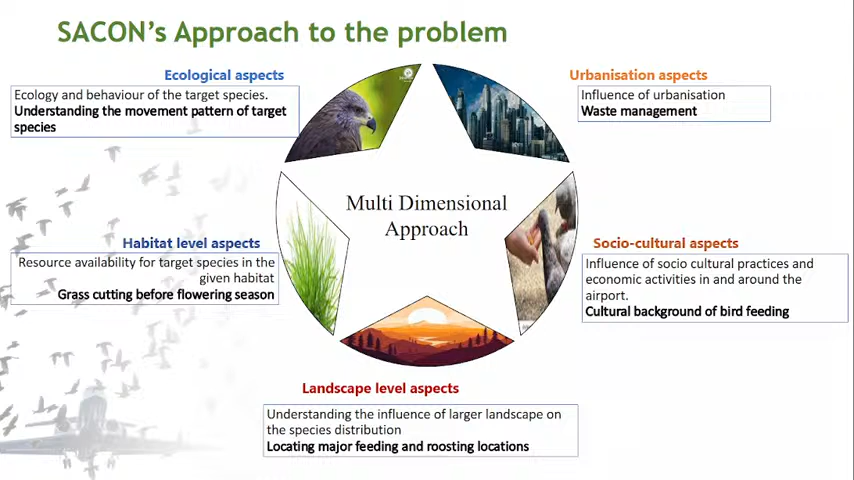 SACON's Approach to the problem
Ecological aspects
Ecology and behaviour of the target species.
Understanding the movement pattern of target
species
Urbanisation aspects
Influence of urbanisation
Waste management
Multi Dimensional
Approach
Habitat level aspects
Resource availability for target species in the
given habitat
Grass cutting before flowering season
Socio-cultural aspects
Influence of socio cultural practices and
economic activities in and around the
airport.
Cultural background of bird feeding
Landscape level aspects
Understanding the influence of larger landscape on
the species distribution
Locating major feeding and roosting locations